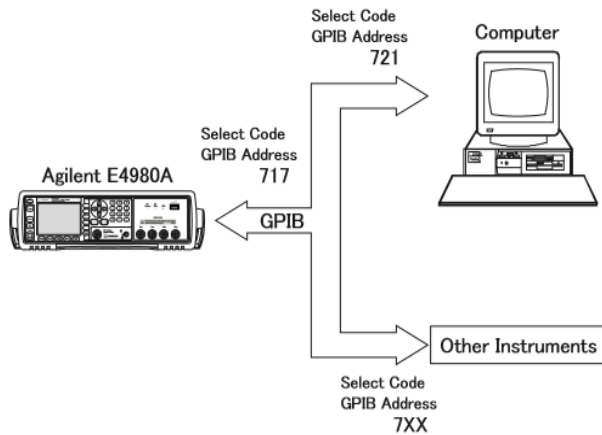 Select Code
GPIB Address
721
Computer
Select Code
GPIB Address
717
Agilent E4980A
GPIB
Other Instruments
Select Code
GPIB Address
7XX